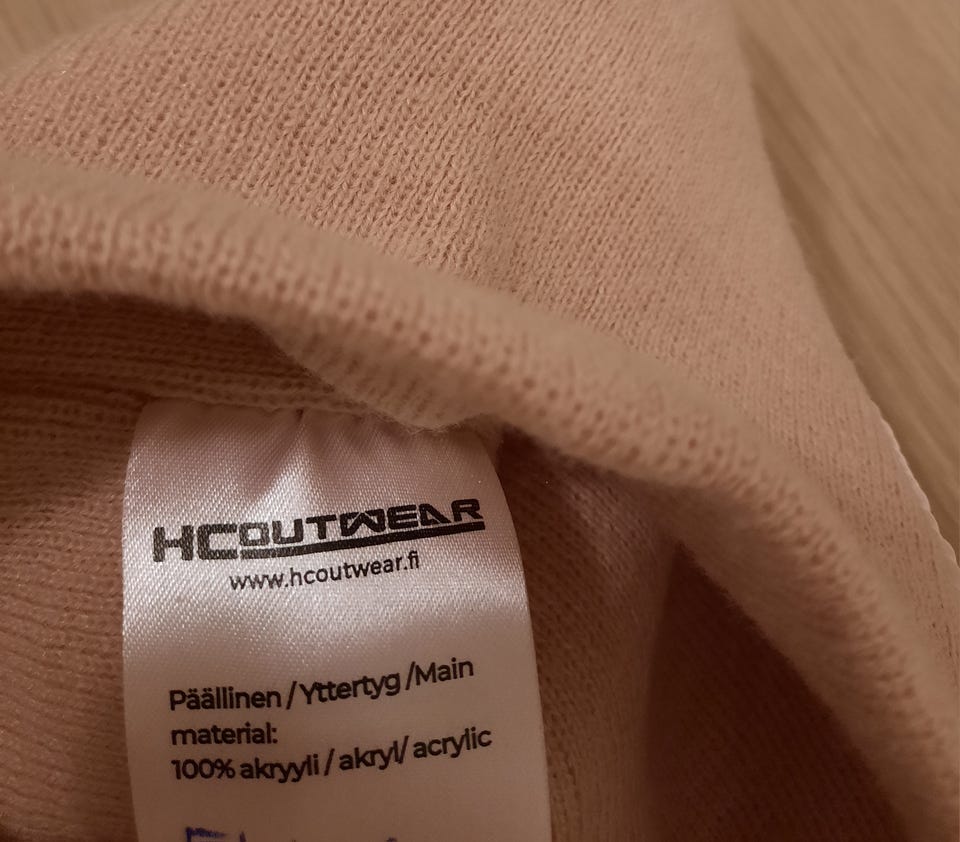 HCOUTWEAR
www.hcoutwear.fi
Päällinen / Yttertyg /Main
material:
100% akryyli / akryl/ acrylic